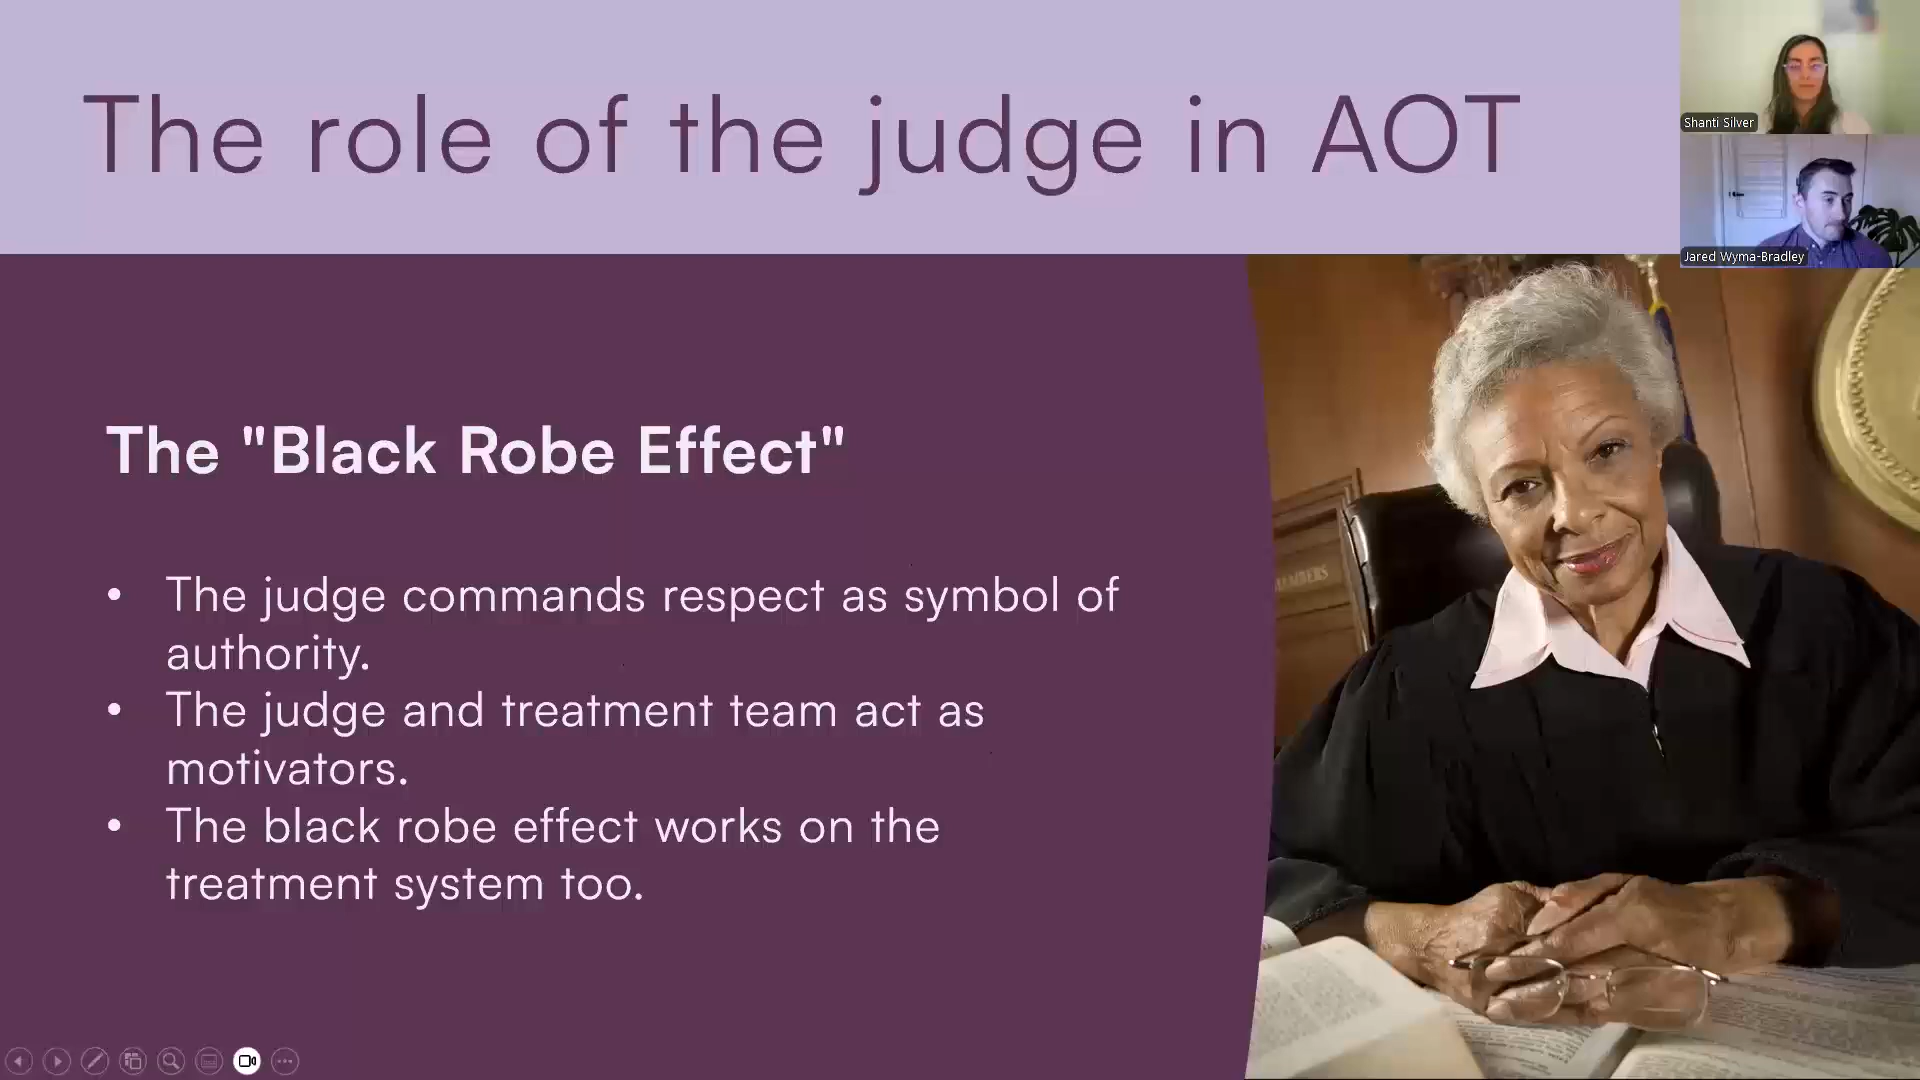 The role of the judge in AOT
Shanti Silver
Jared Wyma-Bradley
The "Black Robe Effect"
• The judge commands respect as symbol of
authority.
• The judge and treatment team act as
motivators.
• The black robe effect works on the
treatment system too.